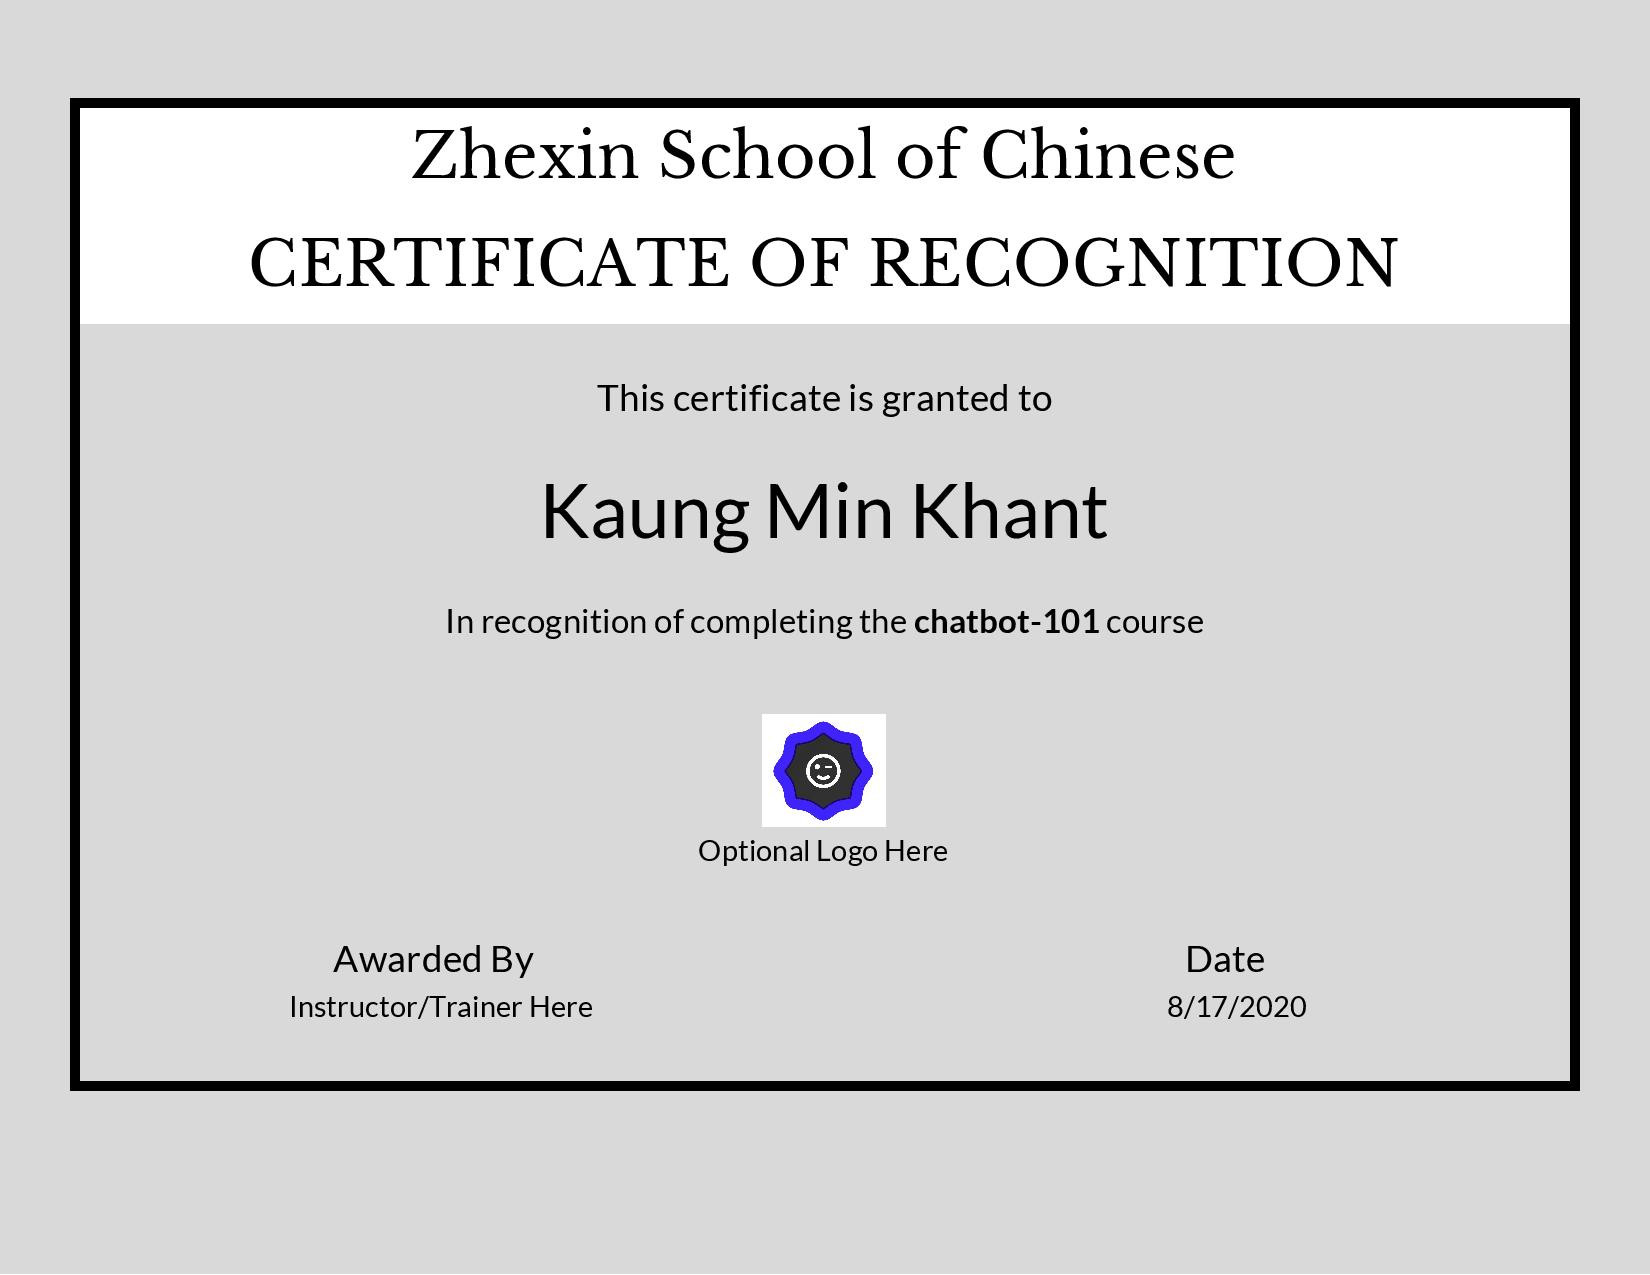 Zhexin School of Chinese
CERTIFICATE OF RECOGNITION
This certificate is granted to
Kaung Min Khant
In recognition of completing the chatbot-101 course
Optional Logo Here
Awarded By
Instructor/Trainer Here
Date
8/17/2020